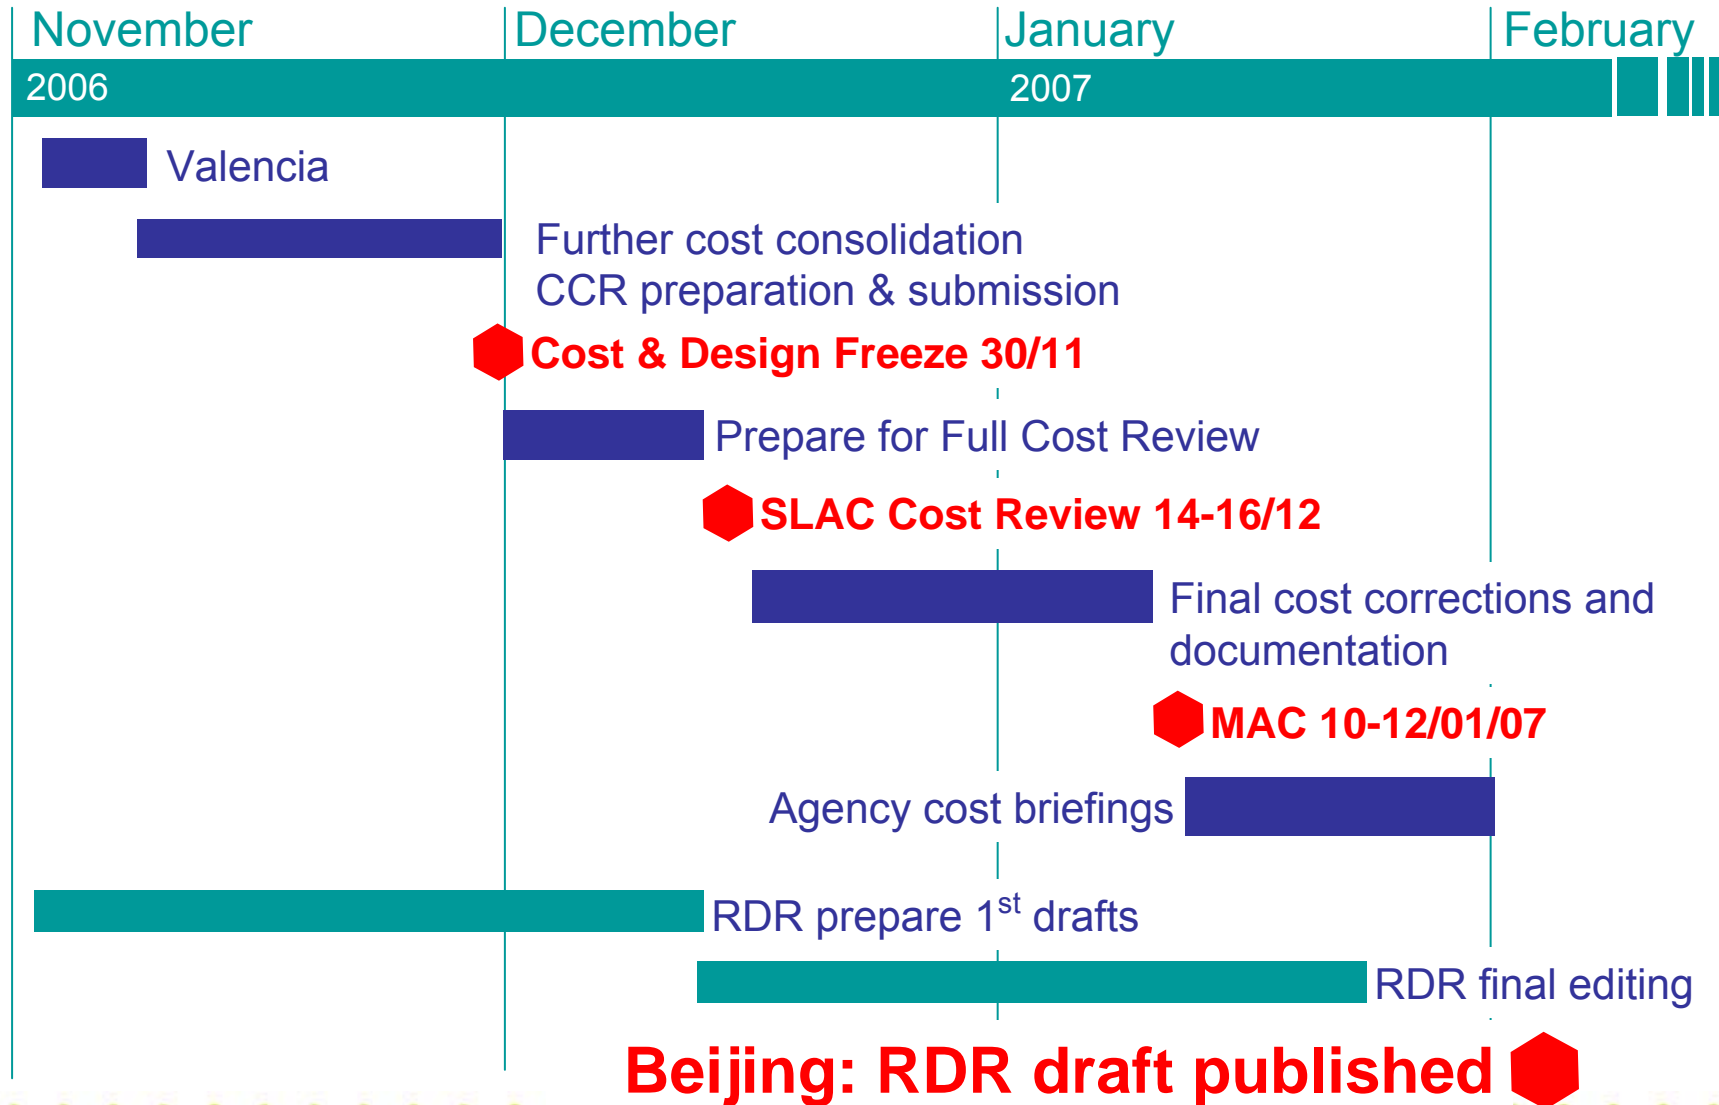 November December January February
2006 2007
Valencia
Further cost consolidation
CCR preparation & submission
Cost & Design Freeze 30/11
Prepare for Full Cost Review
SLAC Cost Review 14-16/12
Final cost corrections and
documentation
MAC 10-12/01/07
Agency cost briefings
RDR prepare 1st drafts
RDR final editing
Beijing: RDR draft published